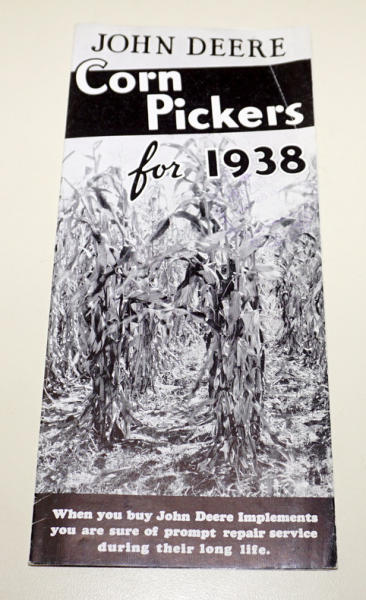 JOHN DEERE
Corn
Pickers
for 1938
When you buy John Deere Implements
you are sure of prompt repair service
during their long life.